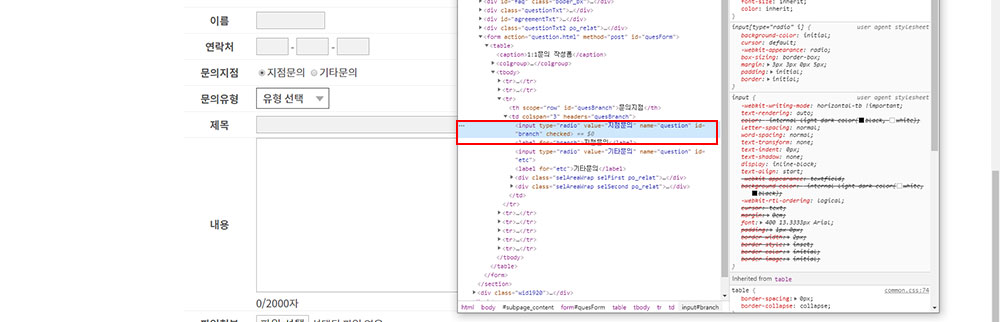 이름
연락처
- -
문의지점
지점문의 기타문의
문의유형
유형 선택
제목
내용
0/2000자
<div class="questionTxt">…</div>
<div id="agreementTxt">…</div>
<div class="questionTxt2 po_relat">…</div>
<form action="question.html" method="post" id="quesForm">
<table>
<caption>1:1문의 작성폼</caption>
<colgroup>…</colgroup>
<tbody>
<tr>…</tr>
<tr>…</tr>
<tr>
<th scope="row" id="quesBranch">문의지점</th>
<td colspan="3" headers="quesBranch">
<input type="radio" value="지점문의" name="question" id=
"branch" checked> == $0
<label for="branch">지점문의</label>
<input type="radio" value="기타문의" name="question" id=
"etc">
<label for="etc">기타문의</label>
<div class="selAreaWrap selFirst po_relat">…</div>
<div class="selAreaWrap selSecond po_relat">…</div>
</td>
</tr>
<tr>…</tr>
<tr>…</tr>
<tr>…</tr>
<tr>…</tr>
<tr>…</tr>
</tbody>
</table>
</form>
</section>
<div class="wid1920">…</div>
html body #subpage_content form#quesForm table tbody tr td input#branch
font-size: inherit;
color: inherit;
}
input[type="radio" i] { user agent stylesheet
background-color: initial;
cursor: default;
-webkit-appearance: radio;
box-sizing: border-box;
margin: 3px 3px 0px 5px;
padding: initial;
border: initial;
}
input { user agent stylesheet
-webkit-writing-mode: horizontal-tb !important;
text-rendering: auto;
color: -internal-light-dark-color(black, white);
letter-spacing: normal;
word-spacing: normal;
text-transform: none;
text-indent: 0px;
text-shadow: none;
display: inline-block;
text-align: start;
-webkit-appearance: textfield;
background-color: -internal-light-dark-color(white,
black);
-webkit-rtl-ordering: logical;
cursor: text;
margin: 0em;
font: 400 13.3333px Arial;
padding: 1px 0px;
border-width: 2px;
border-style: inset;
border-color: initial;
border-image: initial;
}
Inherited from table
table { common.css:74
border-spacing: 0px;
border-collapse: collapse;